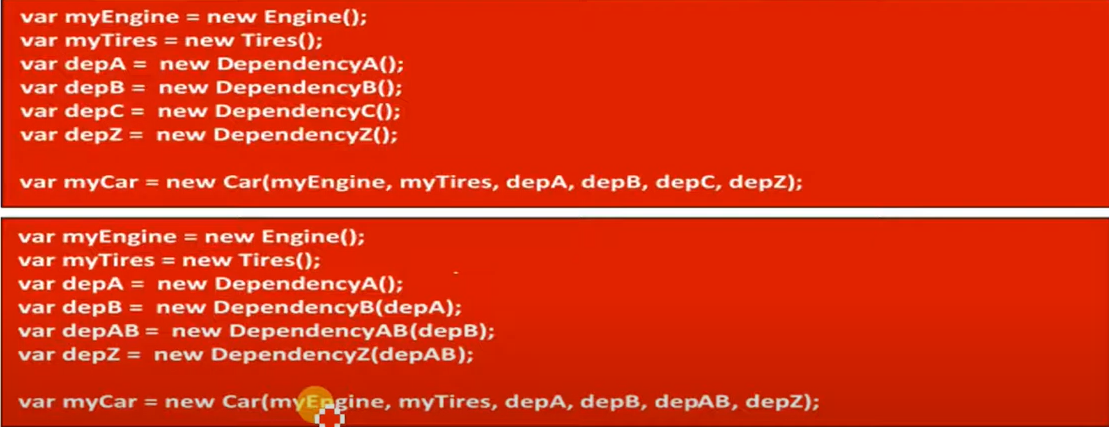 var myEngine = new Engine();
var myTires = new Tires();
var depA = new DependencyA();
var depB = new DependencyB();
var depC = new DependencyC();
var depZ = new DependencyZ();
var myCar = new Car(myEngine, myTires, depA, depB, depC, depZ);
var myEngine = new Engine();
var myTires = new Tires();
var depA = new DependencyA();
var depB = new DependencyB(depA);
var depAB = new DependencyAB(depB);
var depZ = new DependencyZ(depAB);
var myCar = new Car(myEngine, myTires, depA, depB, depAB, depZ);